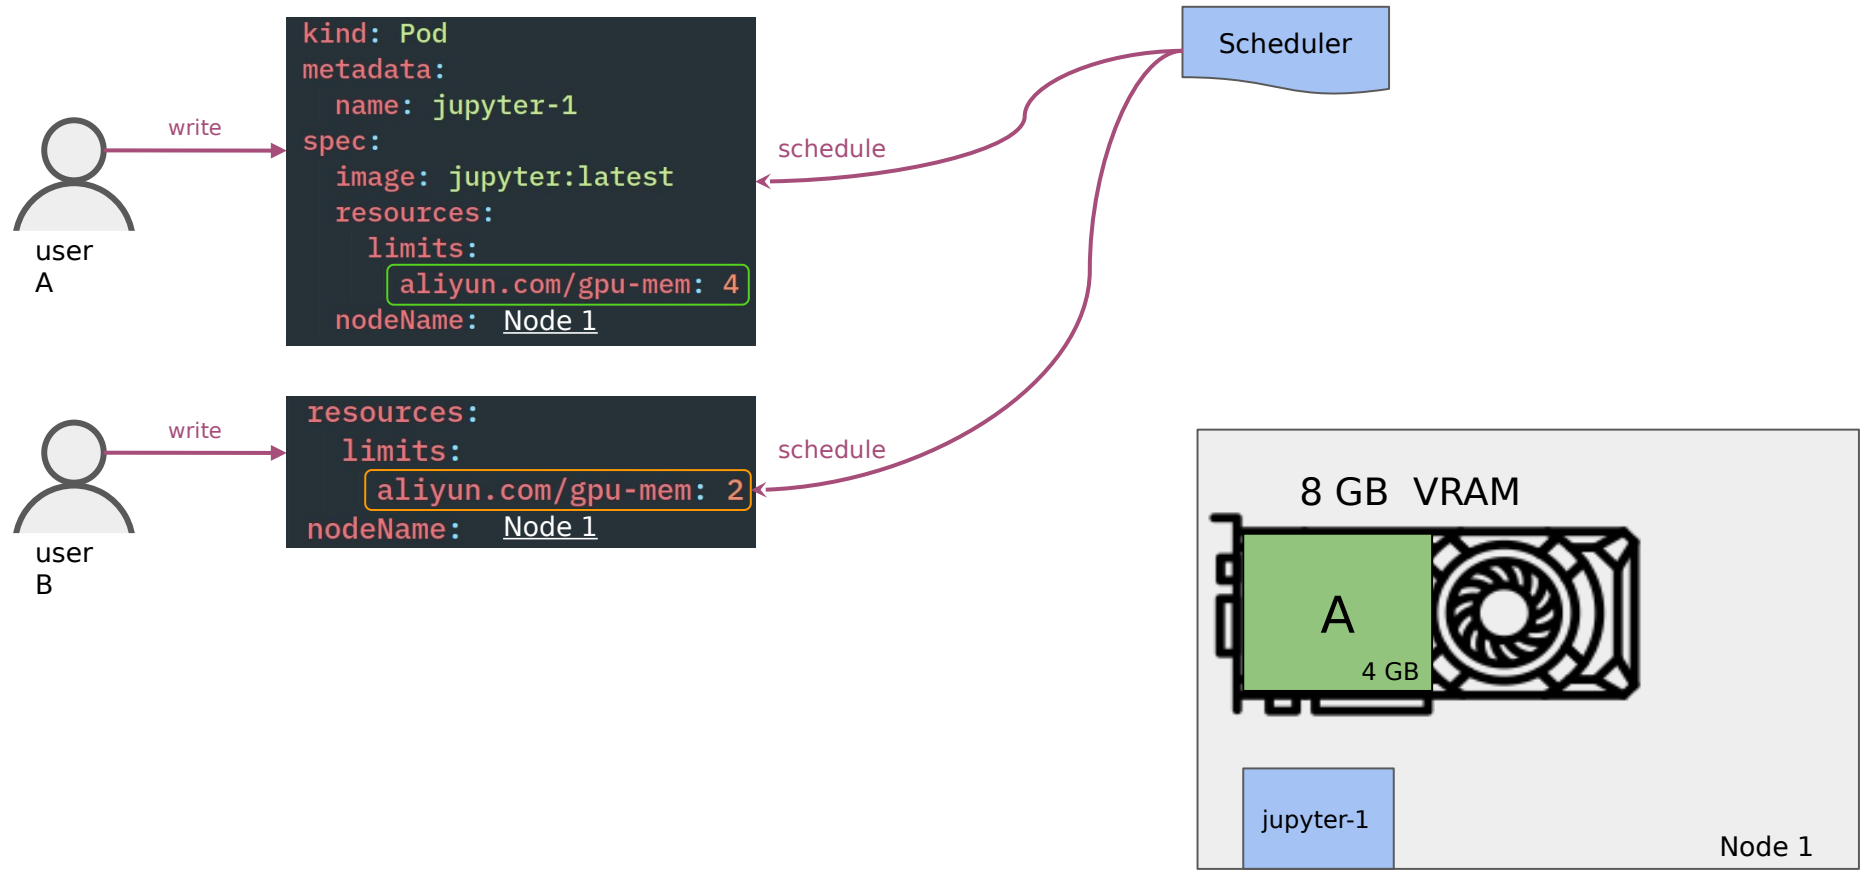 Scheduler
write
kind: Pod
metadata:
name: jupyter-1
spec:
image: jupyter:latest
resources:
limits:
aliyun.com/gpu-mem: 4
nodeName: Node 1
schedule
user
A
write
resources:
limits:
aliyun.com/gpu-mem: 2
nodeName: Node 1
schedule
user
B
8 GB VRAM
A
4 GB
jupyter-1
Node 1